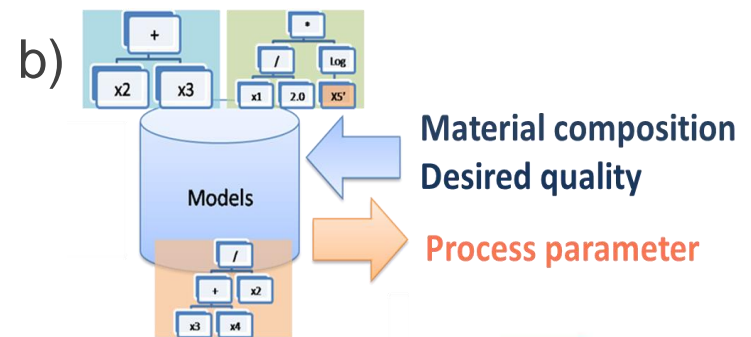 b)
+
x2 x3
*
/ Log
x1 2.0 X5'
Material composition
Desired quality
Models
Process parameter
/
+ x2
x3 x4